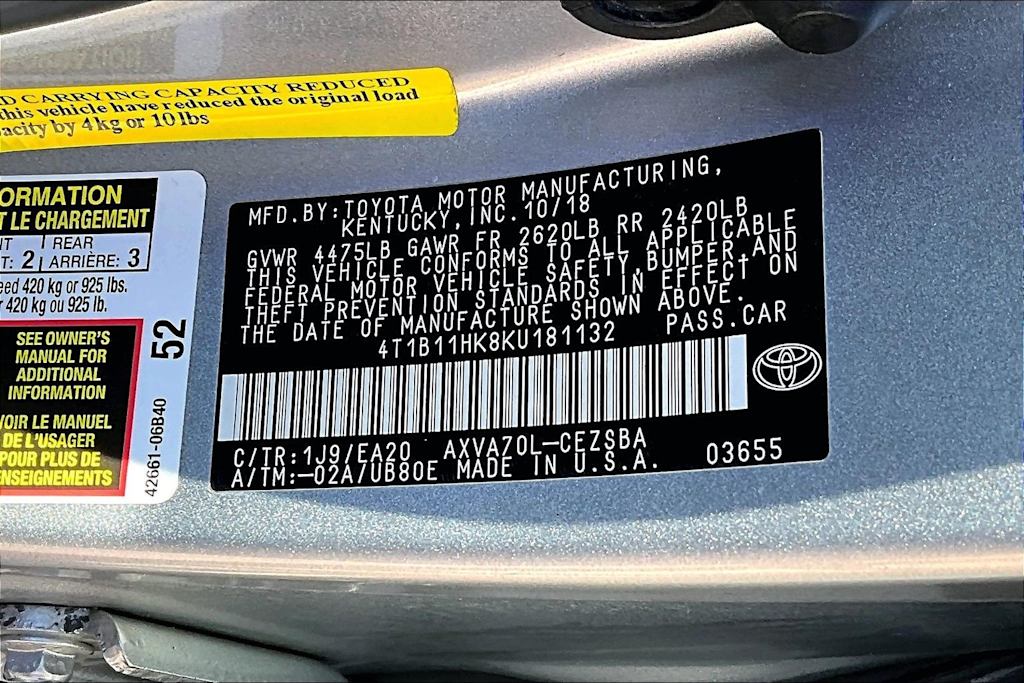 D CARRYING CAPACITY REDUCED
this vehicle have reduced the original load
acity by 4kg or 10 lbs
ORMATION
T LE CHARGEMENT
NT
T: 2
REAR
ARRIÈRE: 3
eed 420 kg or 925 lbs.
r 420 kg ou 925 lb.
SEE OWNER'S
MANUAL FOR
ADDITIONAL
INFORMATION
VOIR LE MANUEL
DE L'USAGER
POUR PLUS DE
ENSEIGNEMENTS
52
42661-06B40
MFD.BY:TOYOTA MOTOR MANUFACTURING,
KENTUCKY,INC.10/18
GVWR 4475LB GAWR FR 2620LB RR 2420LB
THIS VEHICLE CONFORMS TO ALL APPLICABLE
FEDERAL MOTOR VEHICLE SAFETY,BUMPER,AND
THEFT PREVENTION STANDARDS IN EFFECT ON
THE DATE OF MANUFACTURE SHOWN ABOVE.
4T1B11HK8KU181132 PASS.CAR
C/TR:1J9/EA20 AXVA70L-CEZSBA
A/TM:-02A/UB80E MADE IN U.S.A. 03655